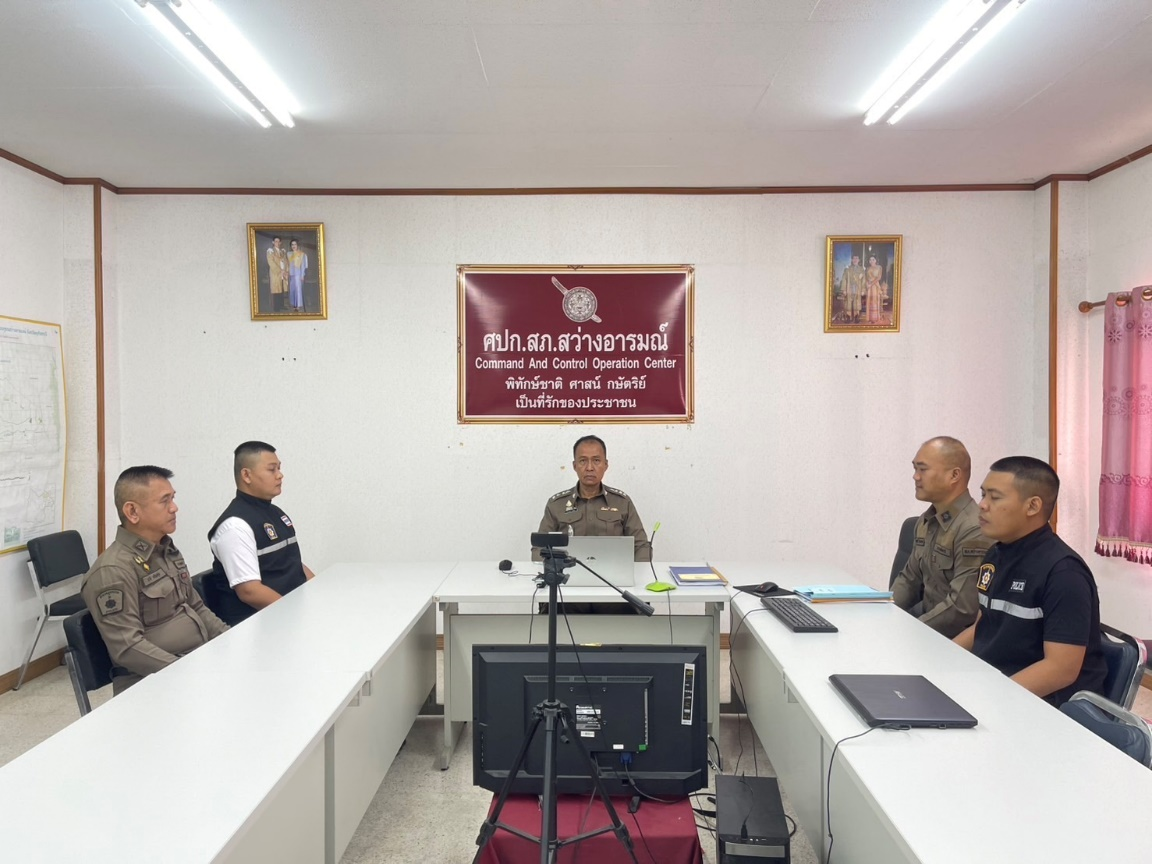 ศปก.สภ.สว่างอารมณ์
Command And Control Operation Center
พิทักษ์ชาติ ศาสน์ กษัตริย์
เป็นที่รักของประชาชน
POLICE